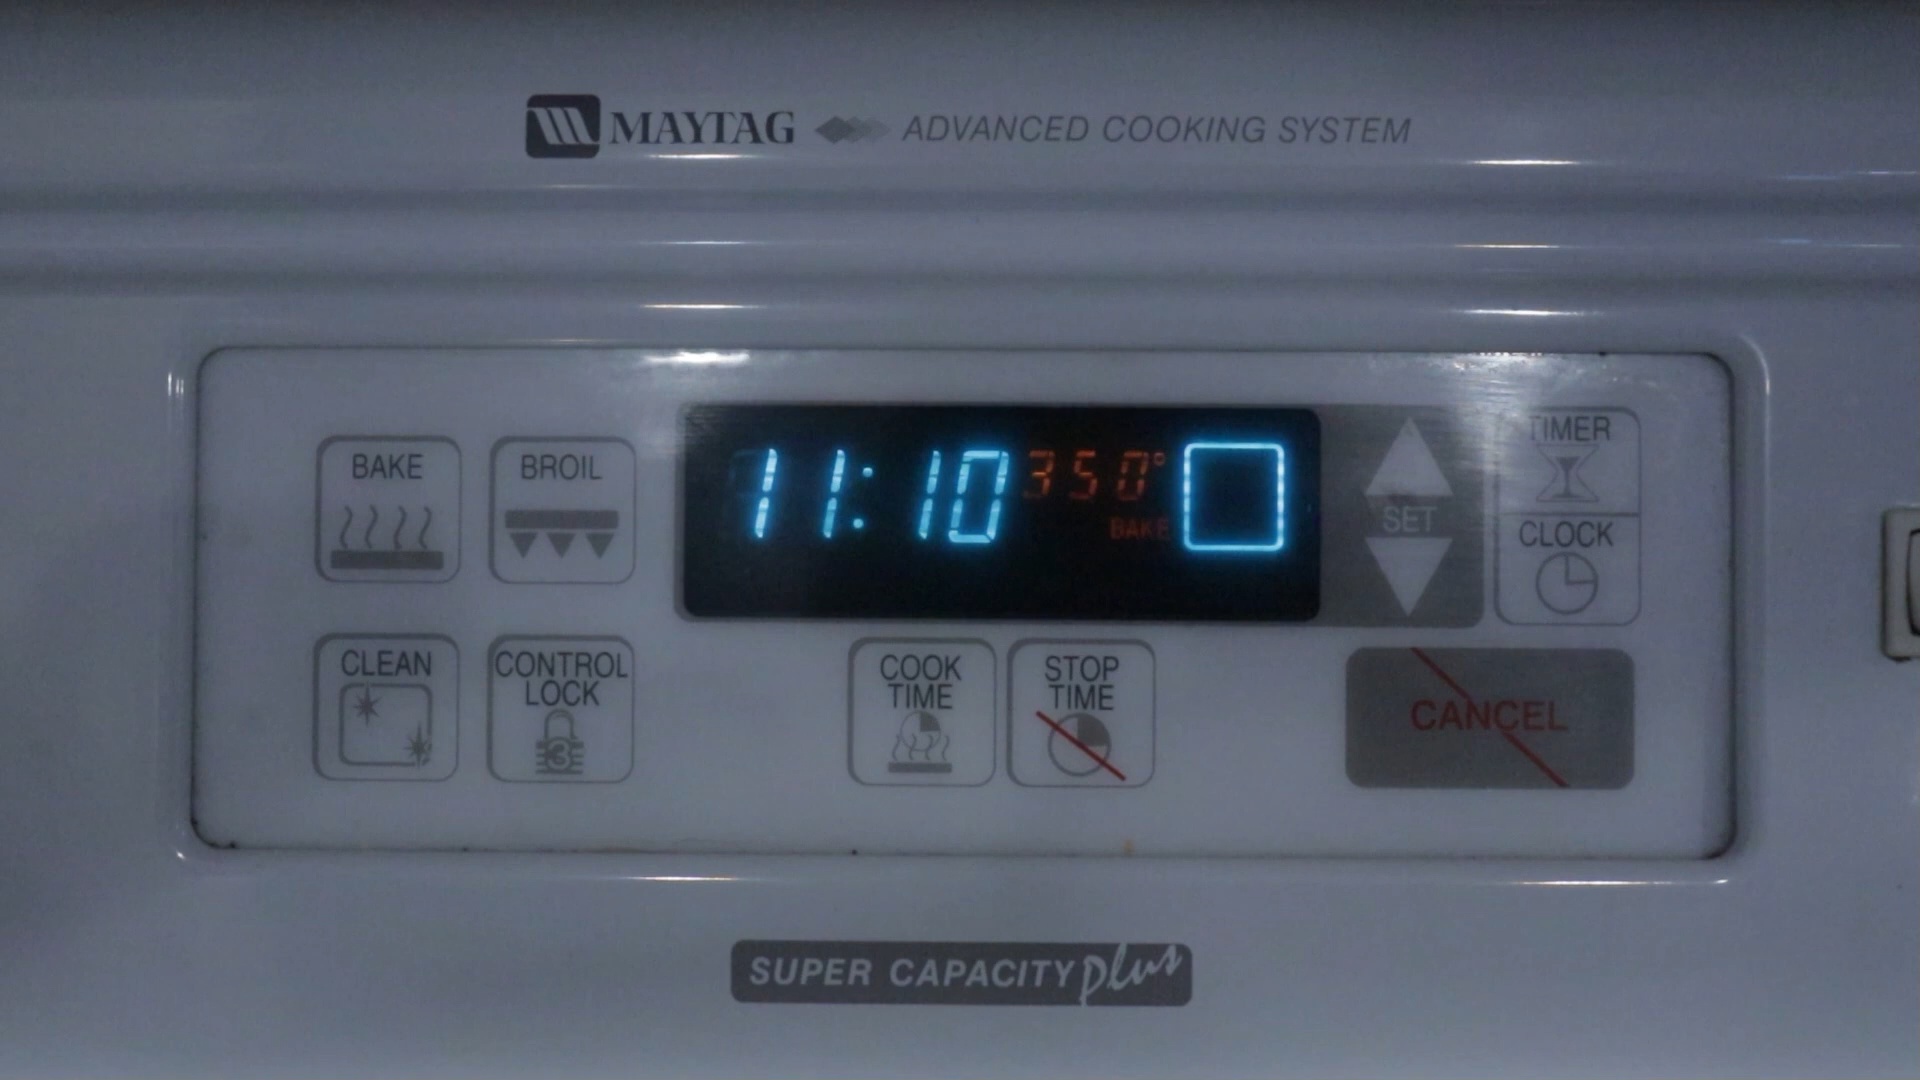 MAYTAG ADVANCED COOKING SYSTEM
BAKE
BROIL
11:10
350°
BAKE
SET
TIMER
CLOCK
CLEAN
CONTROL
LOCK
3
COOK
TIME
STOP
TIME
CANCEL
SUPER CAPACITY plus